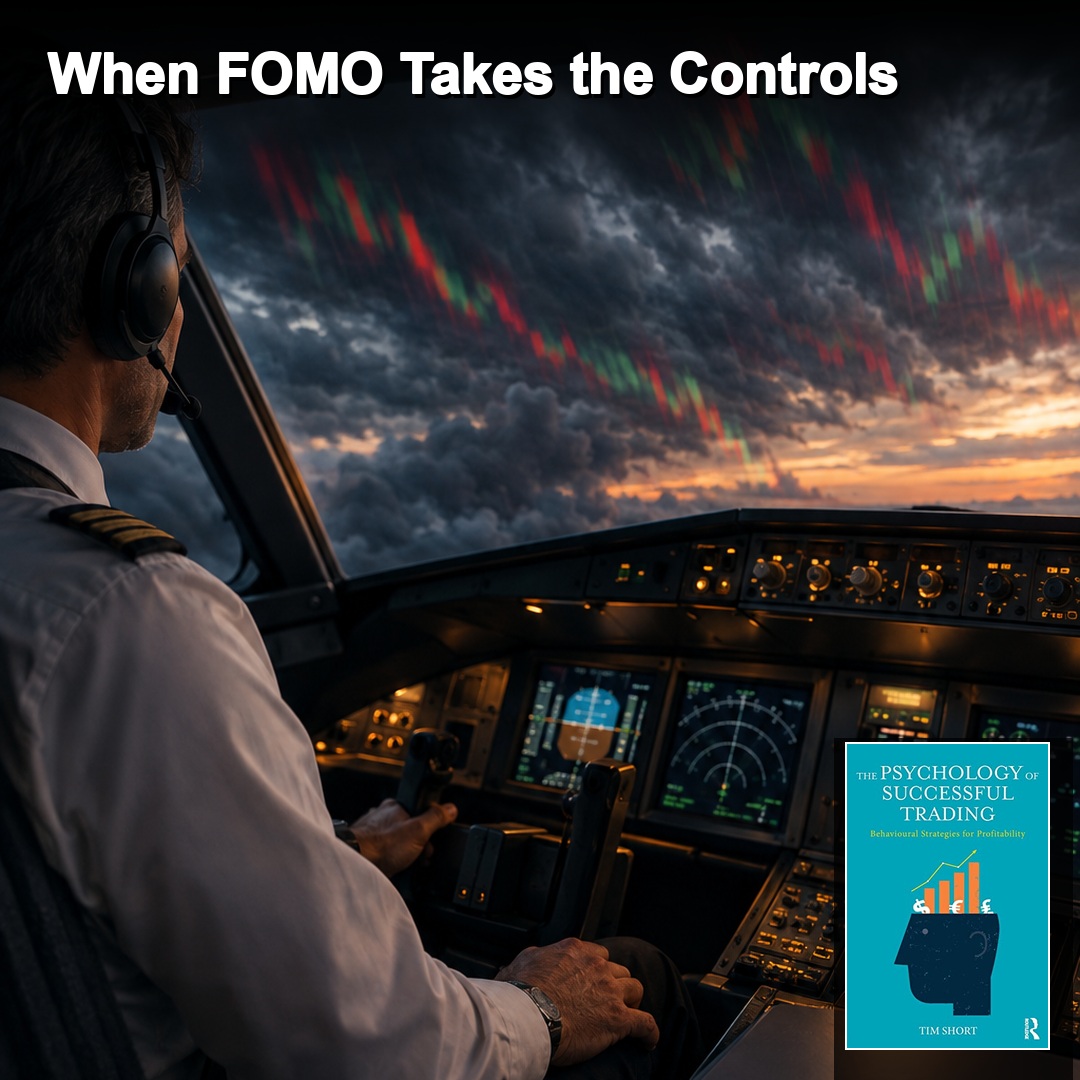 When FOMO Takes the Controls
THE PSYCHOLOGY OF
SUCCESSFUL
TRADING
Behavioural Strategies for Profitability
$ € £
TIM SHORT
R